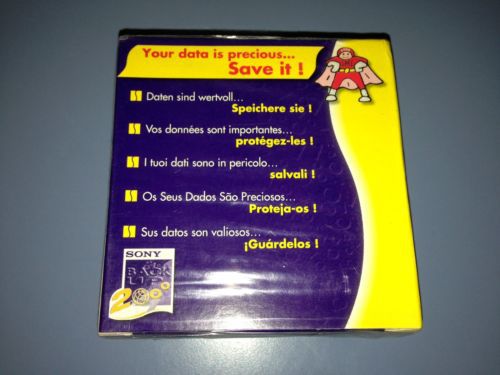 Your data is precious...
Save it !
Daten sind wertvoll...
Speichere sie !
Vos données sont importantes...
protégez-les !
I tuoi dati sono in pericolo...
salvali !
Os Seus Dados São Preciosos...
Proteja-os !
Sus datos son valiosos...
¡Guárdelos !
SONY
BACK
UP
200